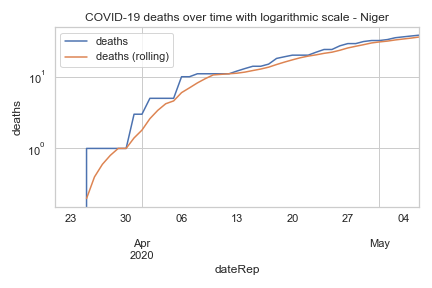 COVID-19 deaths over time with logarithmic scale - Niger
deaths
deaths (rolling)
10¹
10⁰
deaths
23 30 06 13 20 27 04
Apr May
2020
dateRep